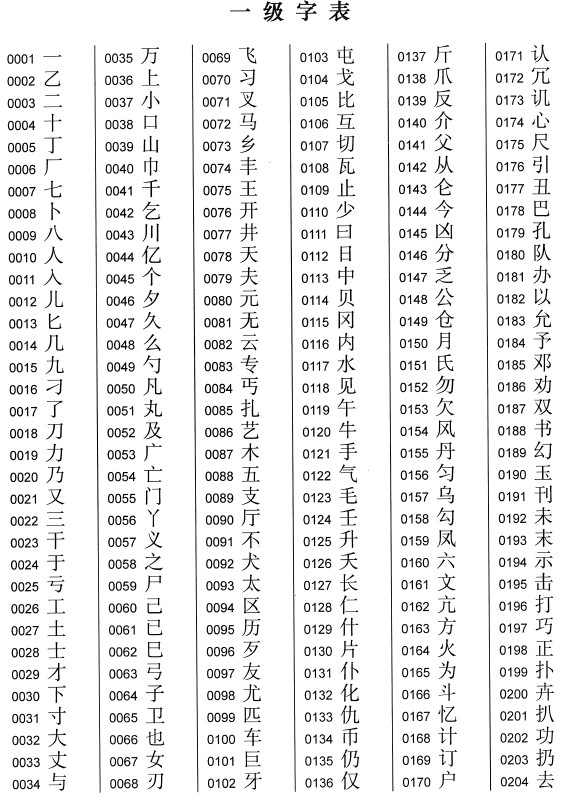 一级字表
0001 一
0002 乙
0003 二
0004 十
0005 丁
0006 厂
0007 七
0008 卜
0009 八
0010 人
0011 入
0012 儿
0013 匕
0014 几
0015 九
0016 刁
0017 了
0018 刀
0019 力
0020 乃
0021 又
0022 三
0023 干
0024 于
0025 亏
0026 工
0027 土
0028 士
0029 才
0030 下
0031 寸
0032 大
0033 丈
0034 与
0035 万
0036 上
0037 小
0038 口
0039 山
0040 巾
0041 千
0042 乞
0043 川
0044 亿
0045 个
0046 夕
0047 久
0048 么
0049 勺
0050 凡
0051 丸
0052 及
0053 广
0054 亡
0055 门
0056 丫
0057 义
0058 之
0059 尸
0060 己
0061 已
0062 巳
0063 弓
0064 子
0065 卫
0066 也
0067 女
0068 刃
0069 飞
0070 习
0071 叉
0072 马
0073 乡
0074 丰
0075 王
0076 开
0077 井
0078 天
0079 夫
0080 元
0081 无
0082 云
0083 专
0084 丐
0085 扎
0086 艺
0087 木
0088 五
0089 支
0090 厅
0091 不
0092 犬
0093 太
0094 区
0095 历
0096 歹
0097 友
0098 尤
0099 匹
0100 车
0101 巨
0102 牙
0103 屯
0104 戈
0105 比
0106 互
0107 切
0108 瓦
0109 止
0110 少
0111 曰
0112 日
0113 中
0114 贝
0115 冈
0116 内
0117 水
0118 见
0119 午
0120 牛
0121 手
0122 气
0123 毛
0124 壬
0125 升
0126 夭
0127 长
0128 仁
0129 什
0130 片
0131 仆
0132 化
0133 仇
0134 币
0135 仍
0136 仅
0137 斤
0138 爪
0139 反
0140 介
0141 父
0142 从
0143 仑
0144 今
0145 凶
0146 分
0147 乏
0148 公
0149 仓
0150 月
0151 氏
0152 勿
0153 欠
0154 风
0155 丹
0156 匀
0157 乌
0158 勾
0159 凤
0160 六
0161 文
0162 亢
0163 方
0164 火
0165 为
0166 斗
0167 忆
0168 计
0169 订
0170 户
0171 认
0172 冗
0173 讥
0174 心
0175 尺
0176 引
0177 丑
0178 巴
0179 孔
0180 队
0181 办
0182 以
0183 允
0184 予
0185 邓
0186 劝
0187 双
0188 书
0189 幻
0190 玉
0191 刊
0192 未
0193 末
0194 示
0195 击
0196 打
0197 巧
0198 正
0199 扑
0200 卉
0201 扒
0202 功
0203 扔
0204 去